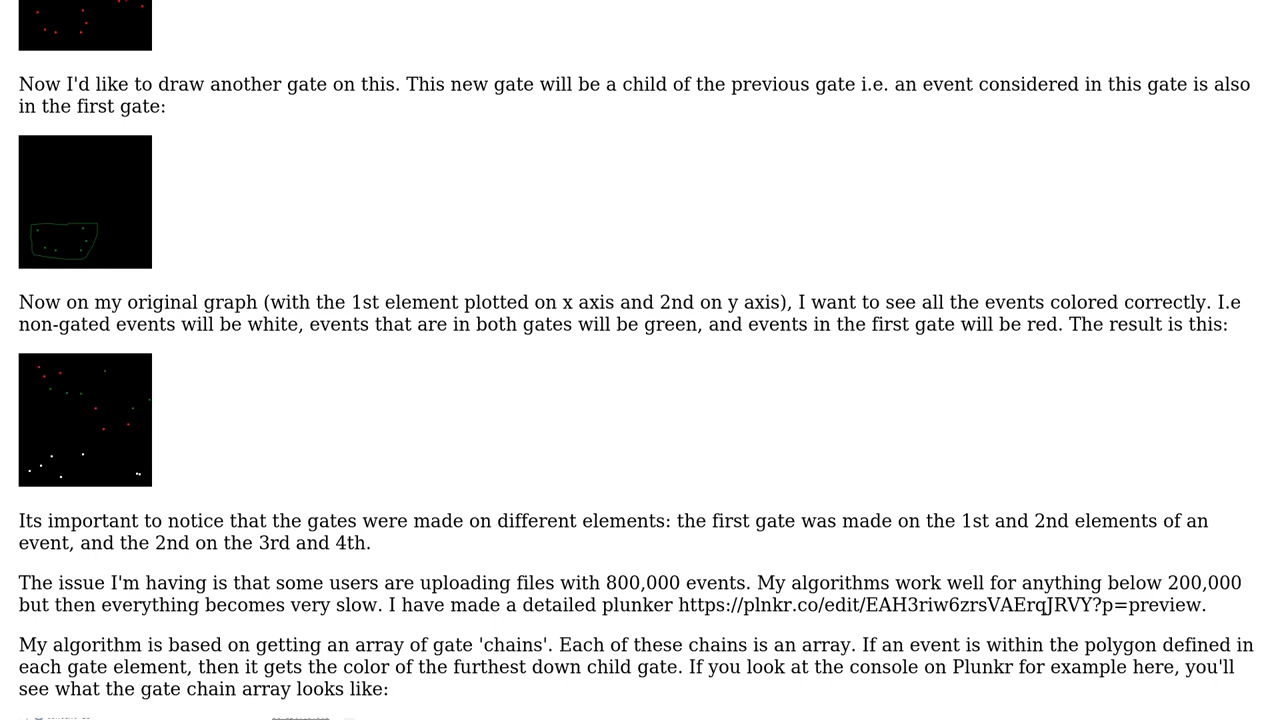 Now I'd like to draw another gate on this. This new gate will be a child of the previous gate i.e. an event considered in this gate is also
in the first gate:
Now on my original graph (with the 1st element plotted on x axis and 2nd on y axis), I want to see all the events colored correctly. I.e
non-gated events will be white, events that are in both gates will be green, and events in the first gate will be red. The result is this:
Its important to notice that the gates were made on different elements: the first gate was made on the 1st and 2nd elements of an
event, and the 2nd on the 3rd and 4th.
The issue I'm having is that some users are uploading files with 800,000 events. My algorithms work well for anything below 200,000
but then everything becomes very slow. I have made a detailed plunker https://plnkr.co/edit/EAH3riw6zrsVAErqJRVY?p=preview.
My algorithm is based on getting an array of gate 'chains'. Each of these chains is an array. If an event is within the polygon defined in
each gate element, then it gets the color of the furthest down child gate. If you look at the console on Plunkr for example here, you'll
see what the gate chain array looks like: